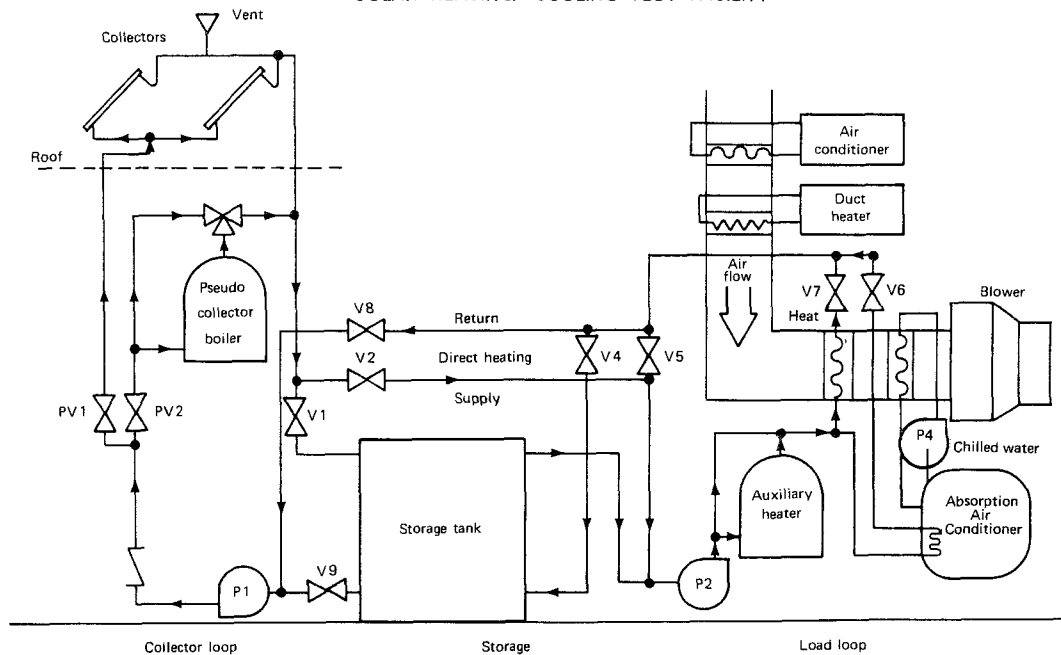 Vent
Collectors
Roof
Air
conditioner
Duct
heater
Pseudo
collector
boiler
Air
flow
V7
V6
Blower
Heat
V8
Return
V4
V5
V2
Direct heating
Supply
PV1
PV2
V1
P4
Chilled water
Storage tank
Auxiliary
heater
Absorption
Air
Conditioner
V9
P1
P2
Collector loop
Storage
Load loop